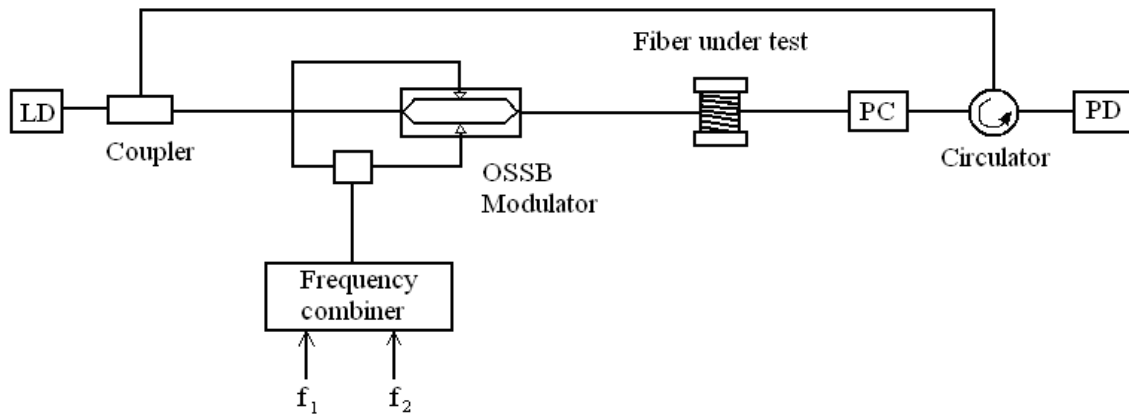 Fiber under test
LD
PC
PD
Coupler
OSSB
Modulator
Circulator
Frequency
combiner
f₁
f₂